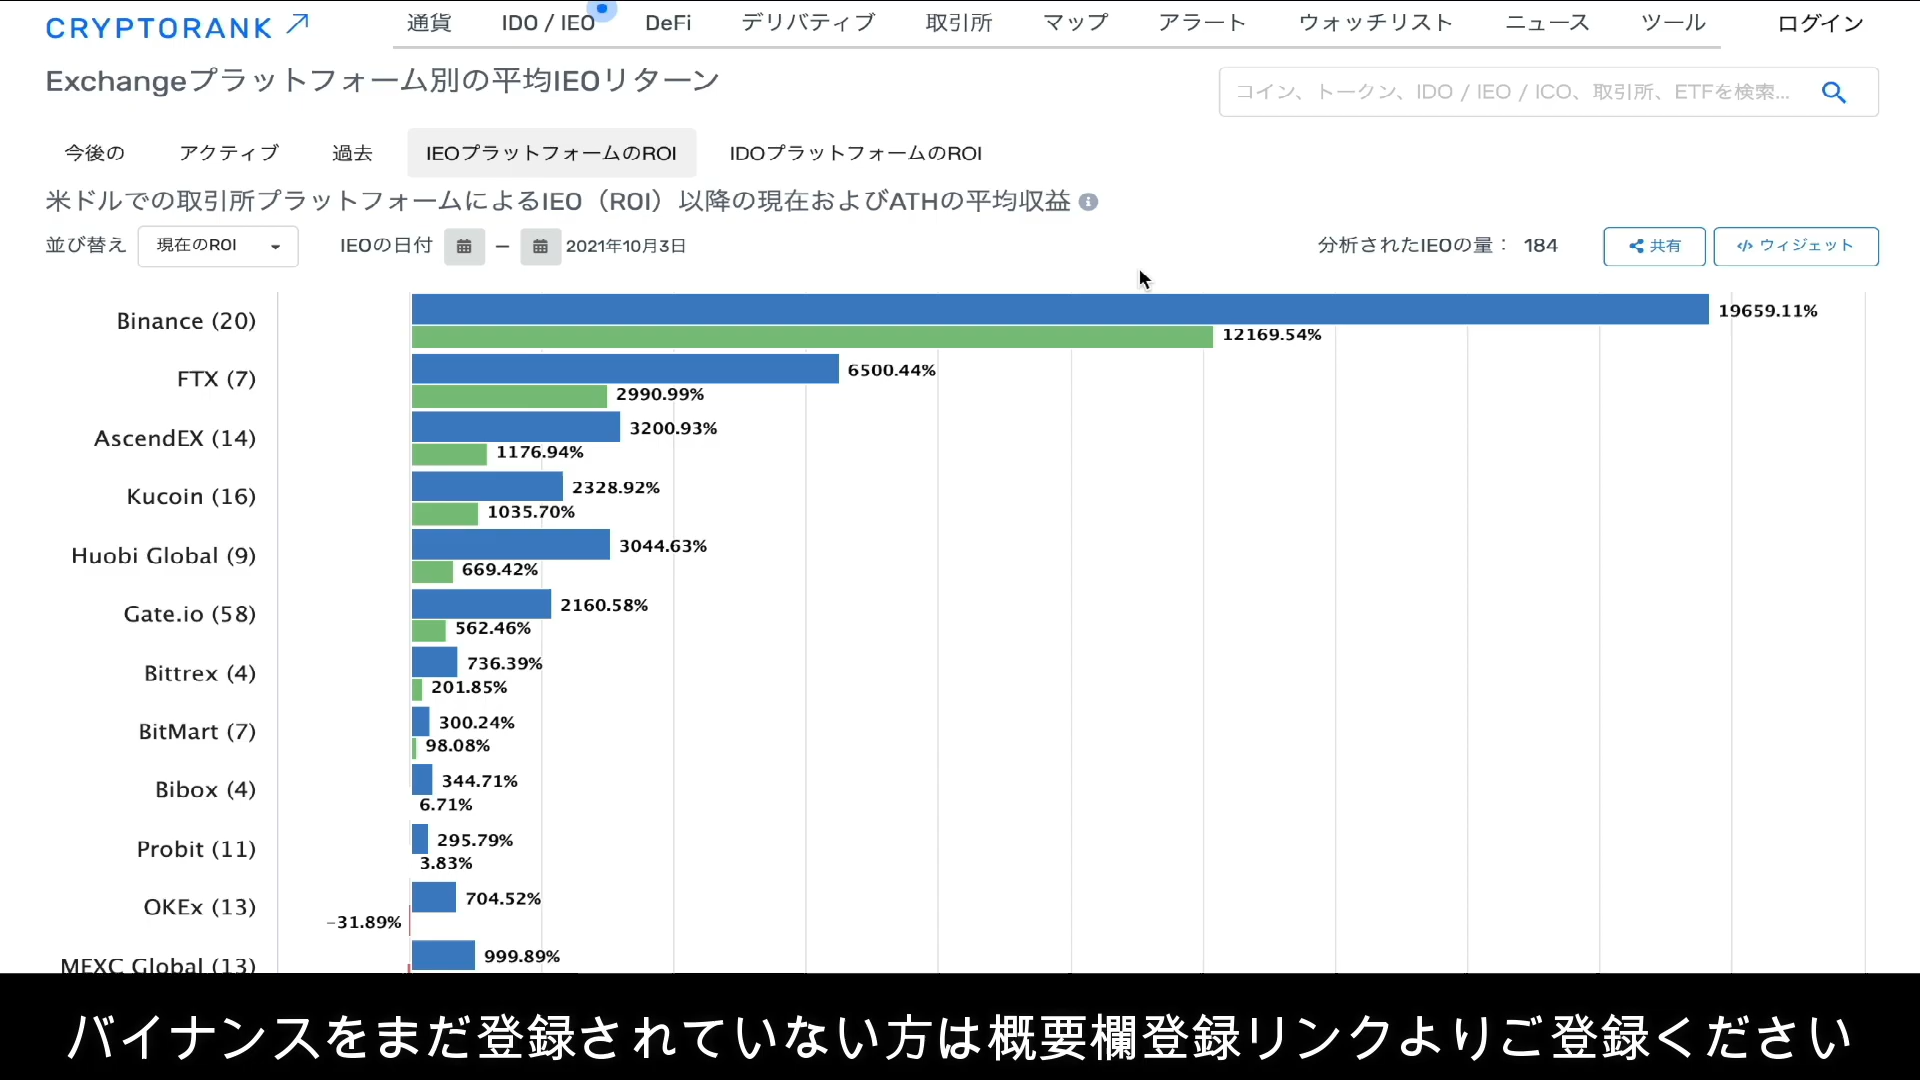 CRYPTORANK
通貨 IDO / IEO DeFi デリバティブ 取引所 マップ アラート ウォッチリスト ニュース ツール ログイン
Exchangeプラットフォーム別の平均IEOリターン
コイン、トークン、IDO / IEO / ICO、取引所、ETFを検索...
今後の アクティブ 過去 IEOプラットフォームのROI IDOプラットフォームのROI
米ドルでの取引所プラットフォームによるIEO（ROI）以降の現在およびATHの平均収益
並び替え 現在のROI IEOの日付 – 2021年10月3日 分析されたIEOの量： 184 共有 ウィジェット
Binance (20) 19659.11%
12169.54%
FTX (7) 6500.44%
2990.99%
AscendEX (14) 3200.93%
1176.94%
Kucoin (16) 2328.92%
1035.70%
Huobi Global (9) 3044.63%
669.42%
Gate.io (58) 2160.58%
562.46%
Bittrex (4) 736.39%
201.85%
BitMart (7) 300.24%
98.08%
Bibox (4) 344.71%
6.71%
Probit (11) 295.79%
3.83%
OKEx (13) 704.52%
−31.89%
MEXC Global (13) 999.89%
バイナンスをまだ登録されていない方は概要欄登録リンクよりご登録ください